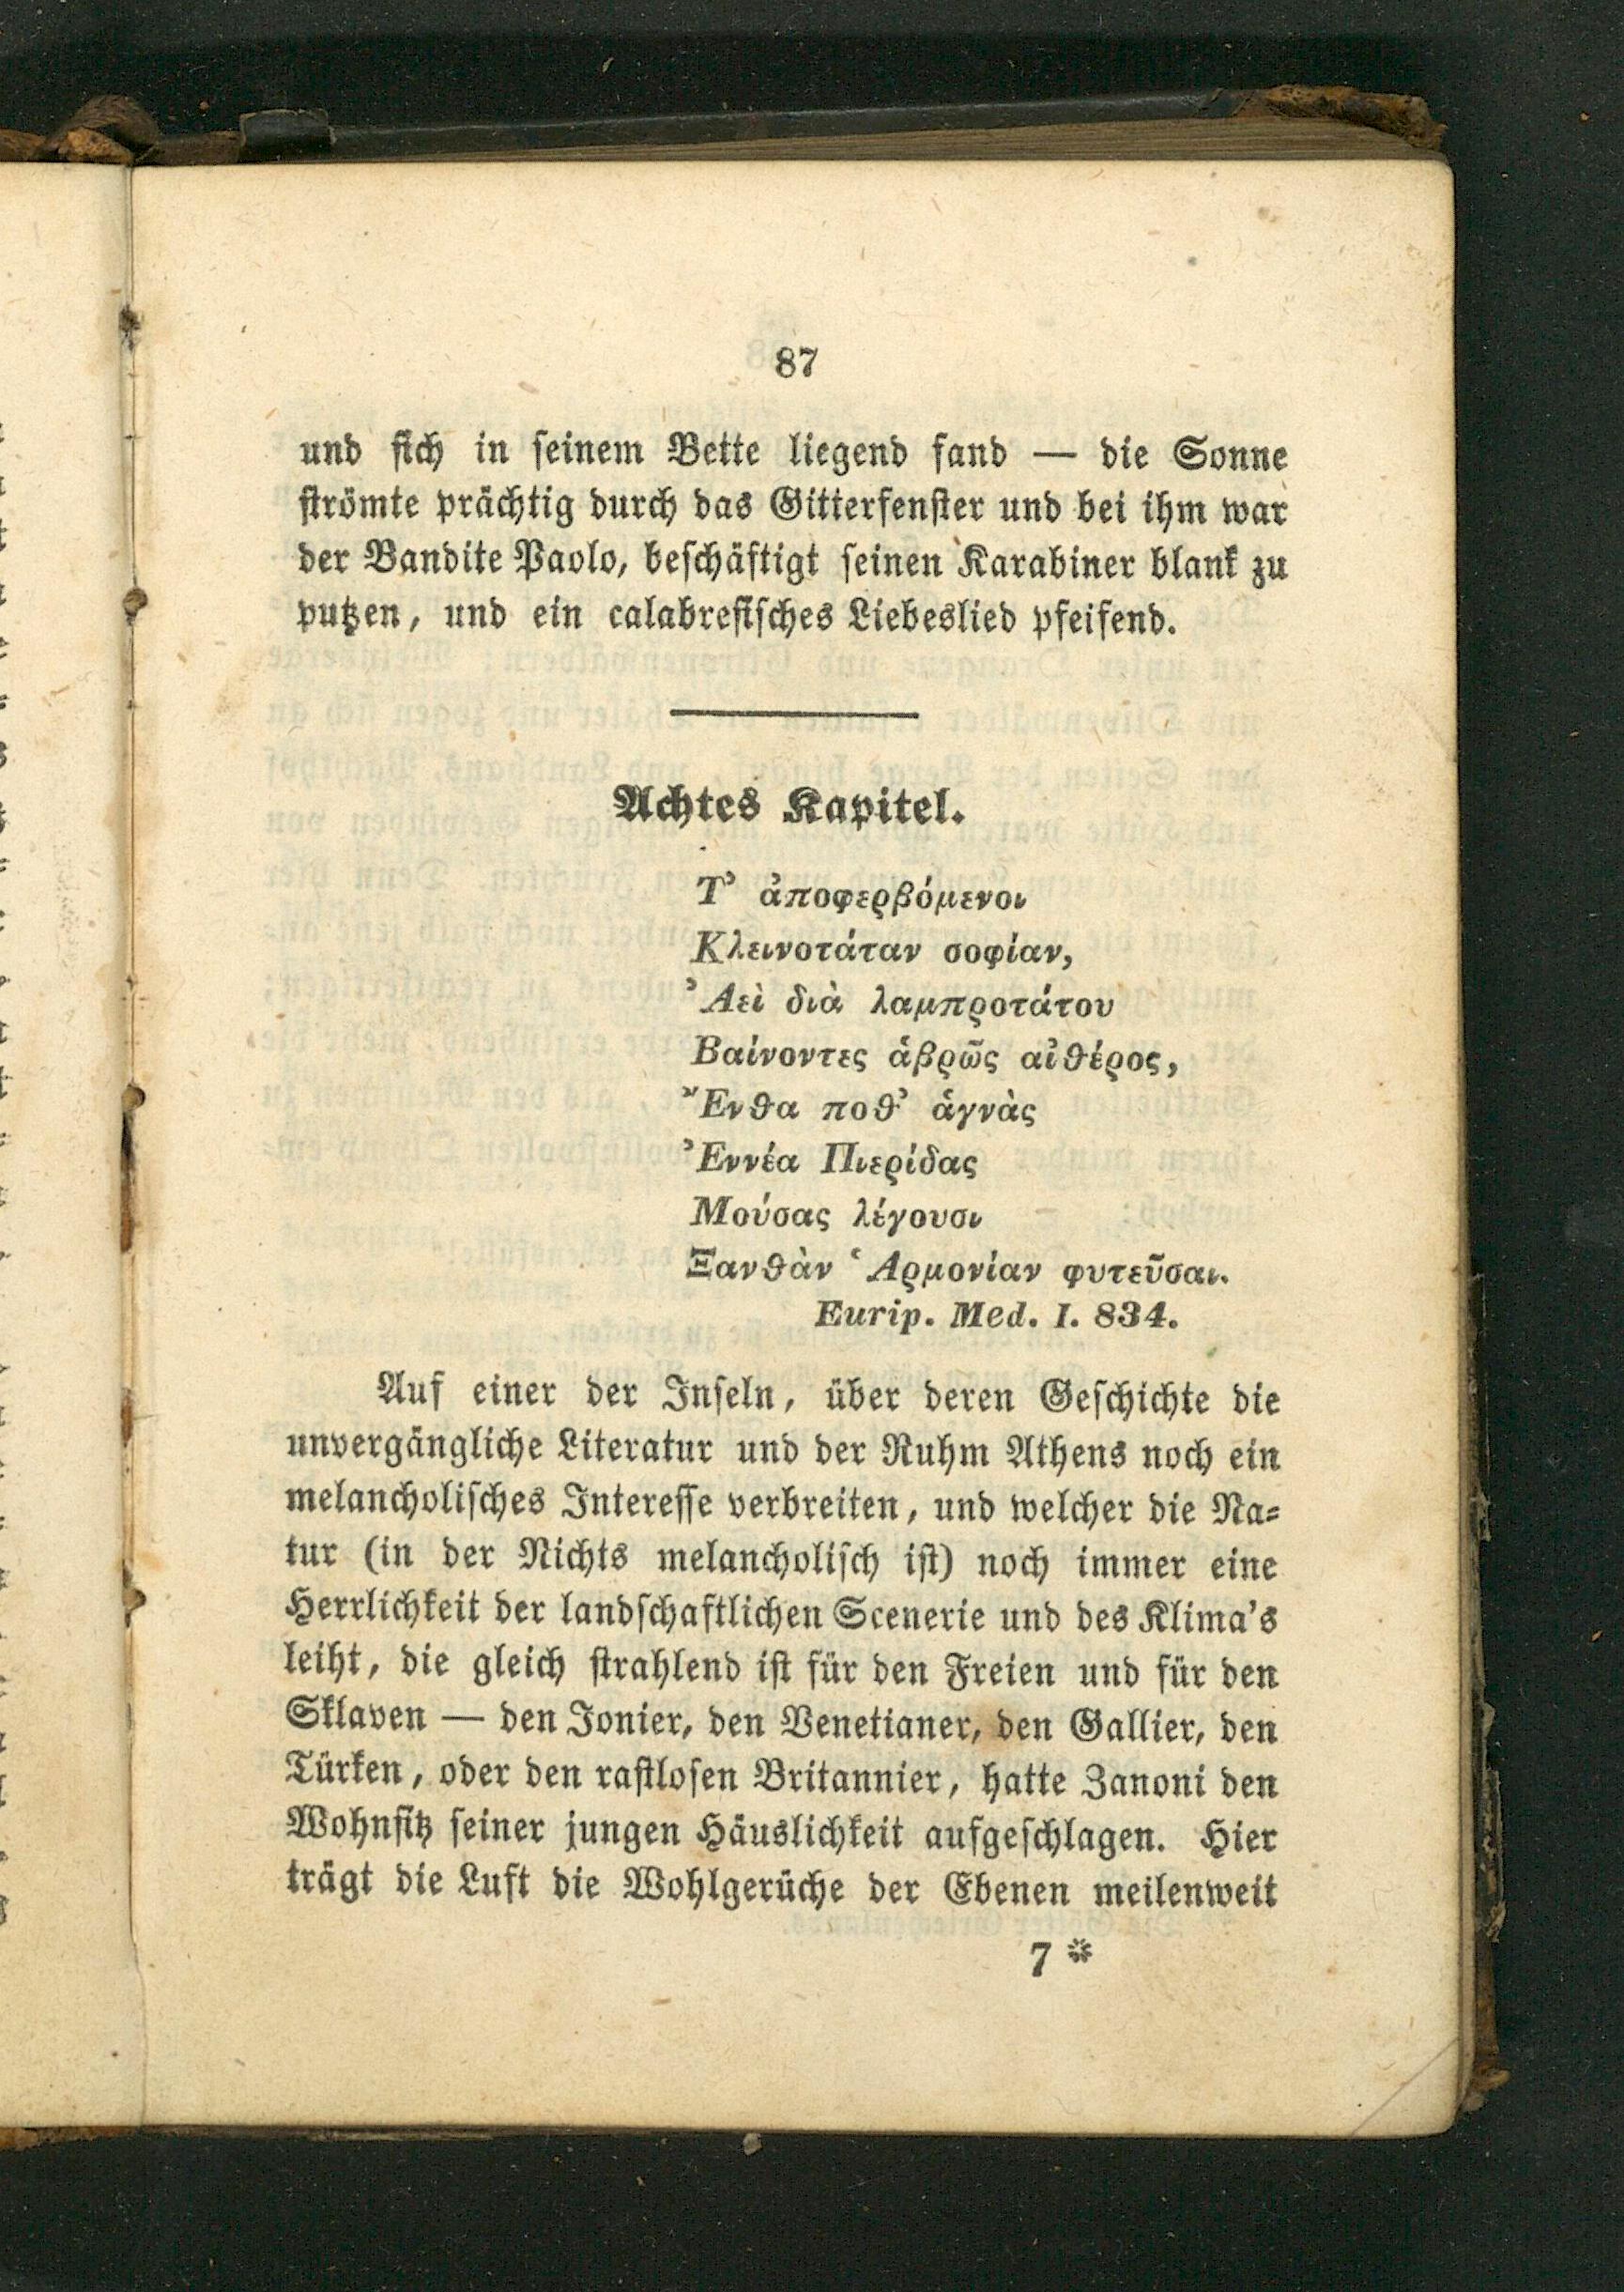 87
und sich in seinem Bette liegend fand — die Sonne
strömte prächtig durch das Gitterfenster und bei ihm war
der Bandite Paolo, beschäftigt seinen Karabiner blank zu
putzen, und ein calabresisches Liebeslied pfeifend.
Achtes Kapitel.
Τ᾽ ἀποφερβόμενοι
Κλεινοτάταν σοφίαν,
Ἀεὶ διὰ λαμπροτάτου
Βαίνοντες ἁβρῶς αἰθέρος,
Ἔνθα ποθ᾽ ἁγνὰς
Ἐννέα Πιερίδας
Μούσας λέγουσι
Ξανθὰν Ἁρμονίαν φυτεῦσαι.
Eurip. Med. I. 834.
Auf einer der Inseln, über deren Geschichte die
unvergängliche Literatur und der Ruhm Athens noch ein
melancholisches Interesse verbreiten, und welcher die Na-
tur (in der Nichts melancholisch ist) noch immer eine
Herrlichkeit der landschaftlichen Scenerie und des Klima's
leiht, die gleich strahlend ist für den Freien und für den
Sklaven — den Ionier, den Venetianer, den Gallier, den
Türken, oder den rastlosen Britannier, hatte Zanoni den
Wohnsitz seiner jungen Häuslichkeit aufgeschlagen. Hier
trägt die Luft die Wohlgerüche der Ebenen meilenweit
7 *